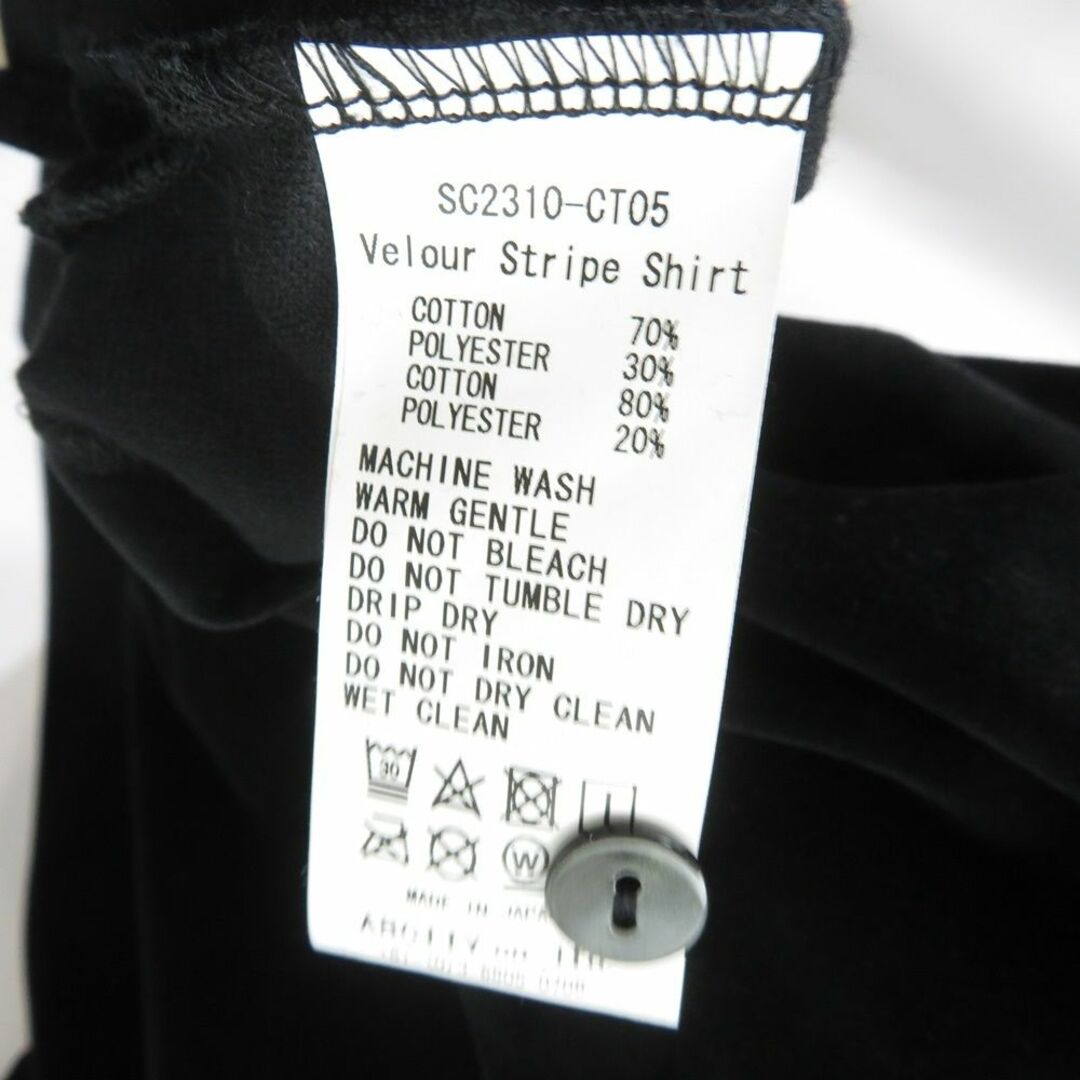 SC2310-CT05
Velour Stripe Shirt
COTTON 70%
POLYESTER 30%
COTTON 80%
POLYESTER 20%
MACHINE WASH
WARM GENTLE
DO NOT BLEACH
DO NOT TUMBLE DRY
DRIP DRY
DO NOT IRON
DO NOT DRY CLEAN
WET CLEAN
30
W
MADE IN